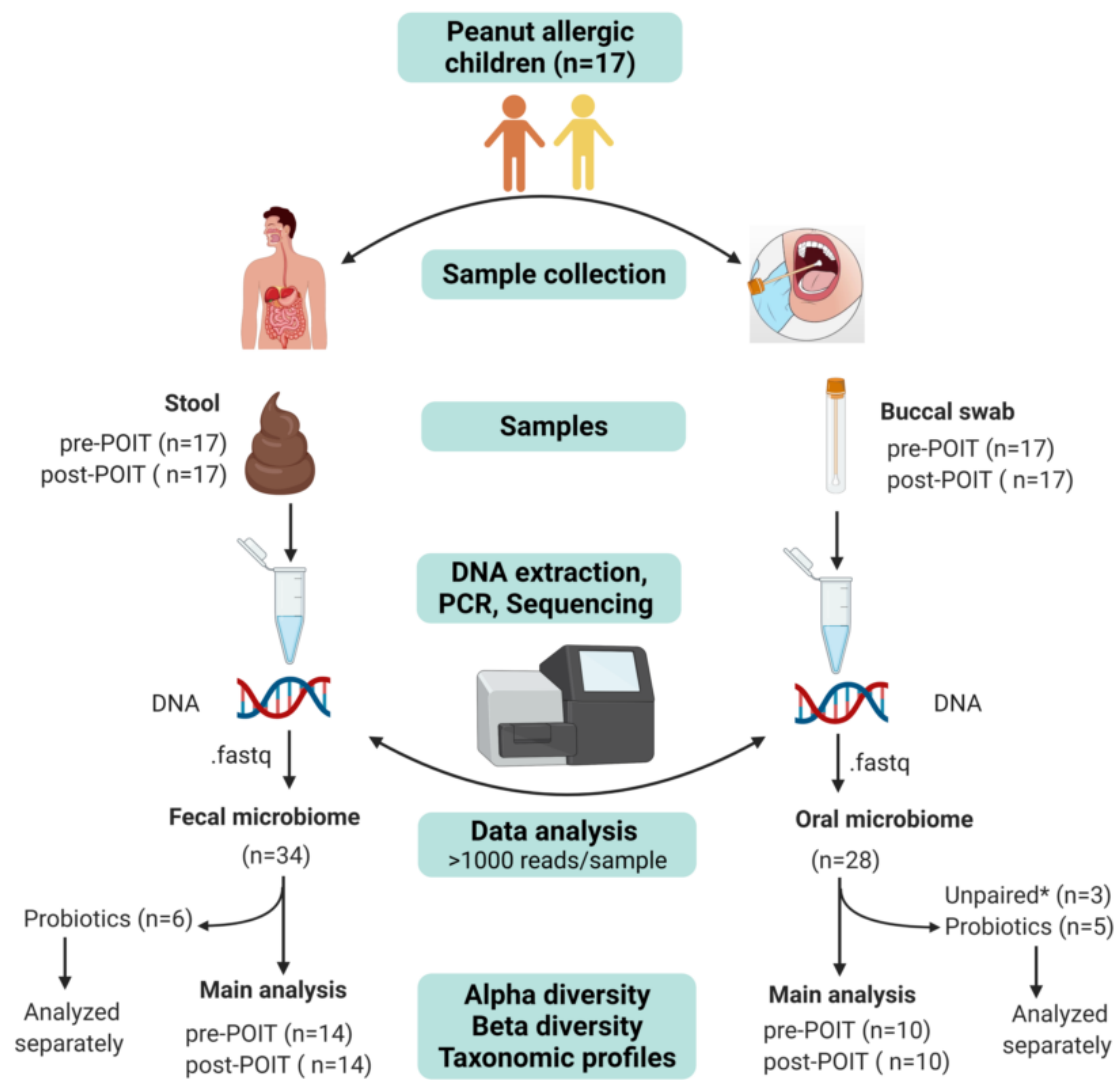 Peanut allergic
children (n=17)
Sample collection
Stool
pre-POIT (n=17)
post-POIT ( n=17)
Samples
Buccal swab
pre-POIT (n=17)
post-POIT ( n=17)
DNA extraction,
PCR, Sequencing
DNA
DNA
.fastq
.fastq
Fecal microbiome
(n=34)
Data analysis
>1000 reads/sample
Oral microbiome
(n=28)
Probiotics (n=6)
Unpaired* (n=3)
Probiotics (n=5)
Analyzed
separately
Main analysis
pre-POIT (n=14)
post-POIT ( n=14)
Alpha diversity
Beta diversity
Taxonomic profiles
Main analysis
pre-POIT (n=10)
post-POIT ( n=10)
Analyzed
separately